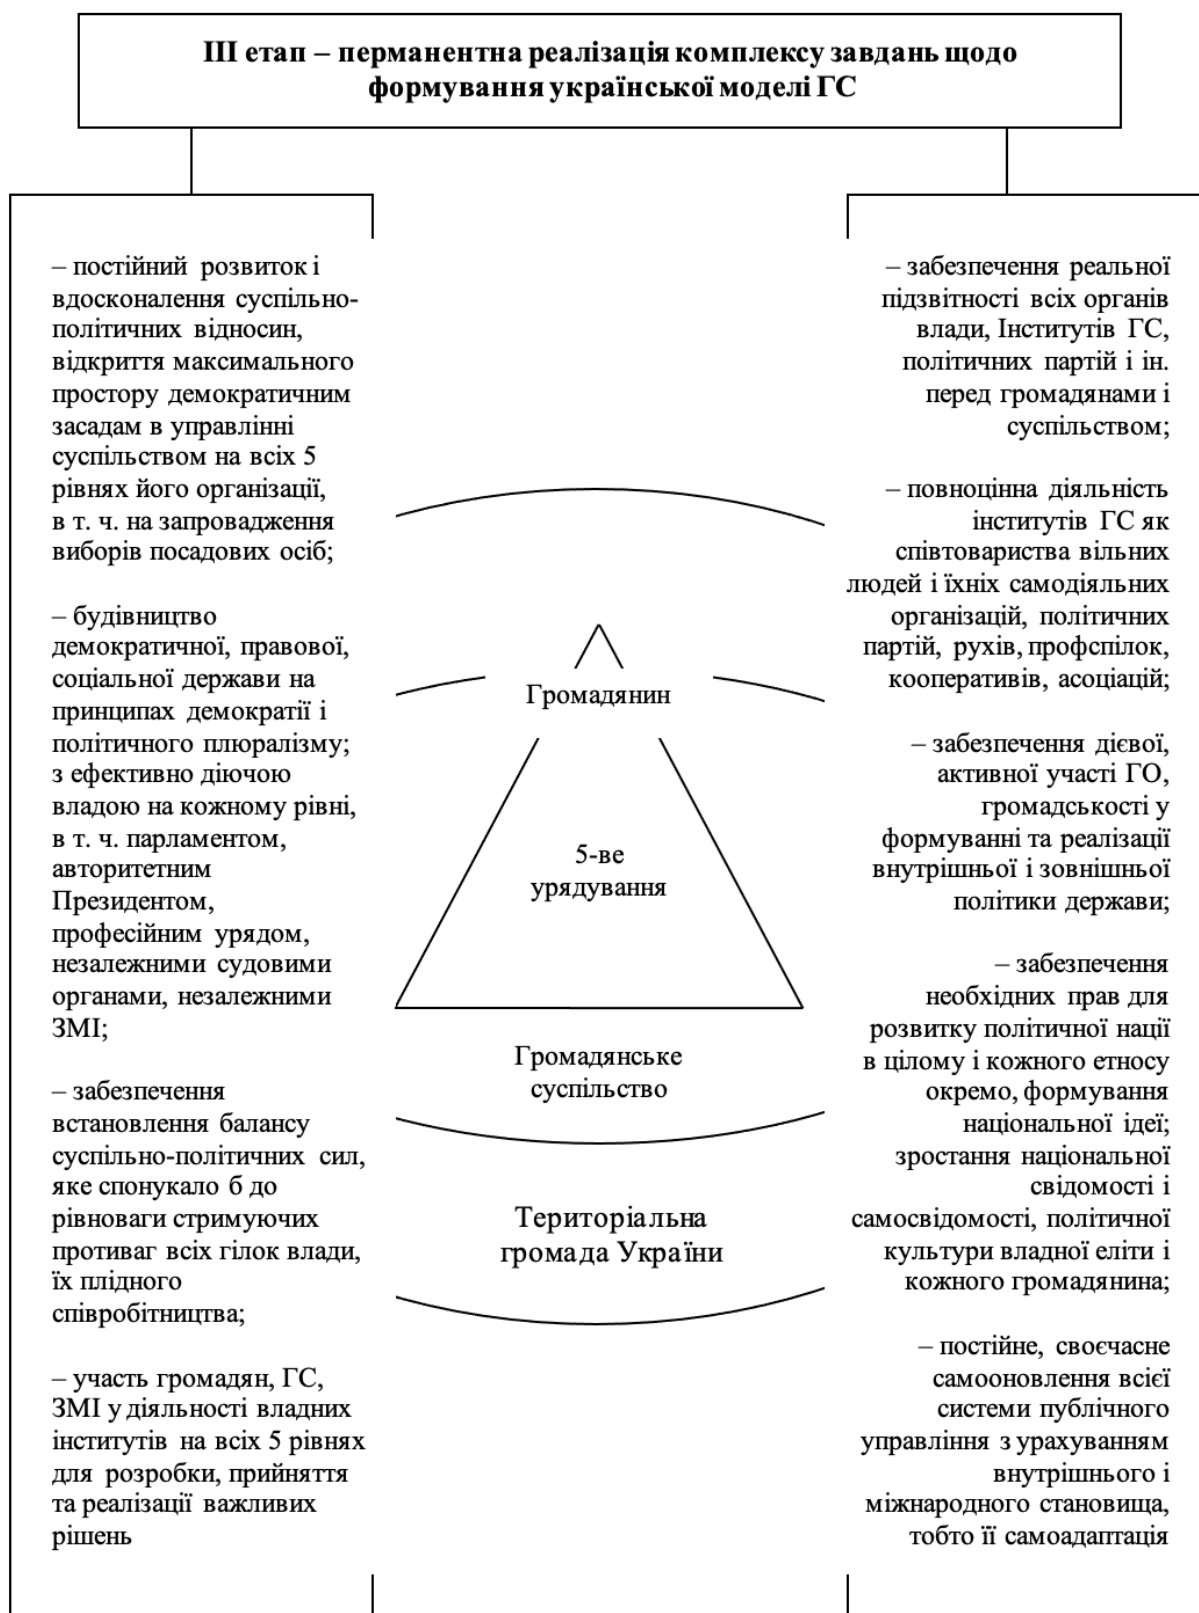 ІІІ етап – перманентна реалізація комплексу завдань щодо
формування української моделі ГС
– постійний розвиток і
вдосконалення суспільно-
політичних відносин,
відкриття максимального
простору демократичним
засадам в управлінні
суспільством на всіх 5
рівнях його організації,
в т. ч. на запровадження
виборів посадових осіб;
– будівництво
демократичної, правової,
соціальної держави на
принципах демократії і
політичного плюралізму;
з ефективно діючою
владою на кожному рівні,
в т. ч. парламентом,
авторитетним
Президентом,
професійним урядом,
незалежними судовими
органами, незалежними
ЗМІ;
– забезпечення
встановлення балансу
суспільно-політичних сил,
яке спонукало б до
рівноваги стримуючих
противаг всіх гілок влади,
їх плідного
співробітництва;
– участь громадян, ГС,
ЗМІ у діяльності владних
інститутів на всіх 5 рівнях
для розробки, прийняття
та реалізації важливих
рішень
Громадянин
5-ве
урядування
Громадянське
суспільство
Територіальна
громада України
– забезпечення реальної
підзвітності всіх органів
влади, Інститутів ГС,
політичних партій і ін.
перед громадянами і
суспільством;
– повноцінна діяльність
інститутів ГС як
співтовариства вільних
людей і їхніх самодіяльних
організацій, політичних
партій, рухів, профспілок,
кооперативів, асоціацій;
– забезпечення дієвої,
активної участі ГО,
громадськості у
формуванні та реалізації
внутрішньої і зовнішньої
політики держави;
– забезпечення
необхідних прав для
розвитку політичної нації
в цілому і кожного етносу
окремо, формування
національної ідеї;
зростання національної
свідомості і
самосвідомості, політичної
культури владної еліти і
кожного громадянина;
– постійне, своєчасне
самооновлення всієї
системи публічного
управління з урахуванням
внутрішнього і
міжнародного становища,
тобто її самоадаптація